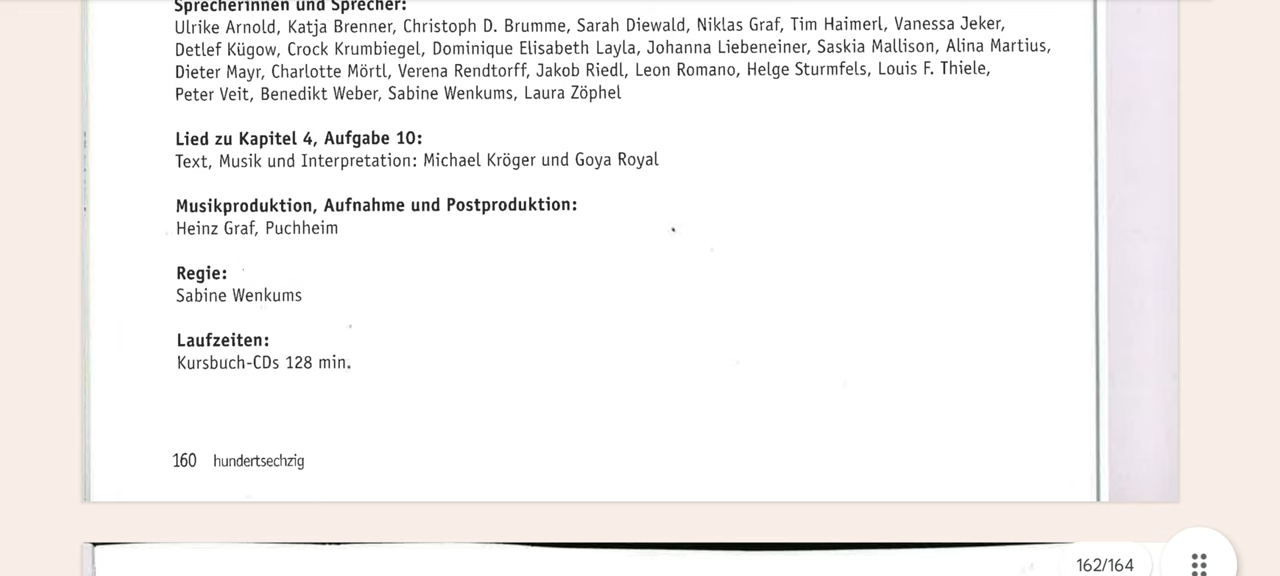 Sprecherinnen und Sprecher:
Ulrike Arnold, Katja Brenner, Christoph D. Brumme, Sarah Diewald, Niklas Graf, Tim Haimerl, Vanessa Jeker,
Detlef Kügow, Crock Krumbiegel, Dominique Elisabeth Layla, Johanna Liebeneiner, Saskia Mallison, Alina Martius,
Dieter Mayr, Charlotte Mörtl, Verena Rendtorff, Jakob Riedl, Leon Romano, Helge Sturmfels, Louis F. Thiele,
Peter Veit, Benedikt Weber, Sabine Wenkums, Laura Zöphel
Lied zu Kapitel 4, Aufgabe 10:
Text, Musik und Interpretation: Michael Kröger und Goya Royal
Musikproduktion, Aufnahme und Postproduktion:
Heinz Graf, Puchheim
Regie:
Sabine Wenkums
Laufzeiten:
Kursbuch-CDs 128 min.
160 hundertsechzig
162/164